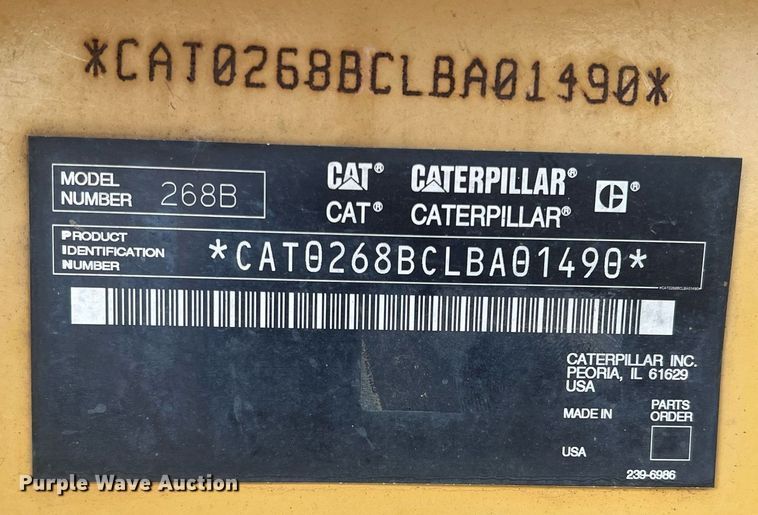 *CAT0268BCLBA01490*
MODEL NUMBER 268B
CAT® CATERPILLAR® C®
CAT® CATERPILLAR®
PRODUCT IDENTIFICATION NUMBER
*CAT0268BCLBA01490*
*CAT0268BCLBA01490*
CATERPILLAR INC.
PEORIA, IL 61629
USA
MADE IN
USA
PARTS
ORDER
239-6986
Purple Wave Auction